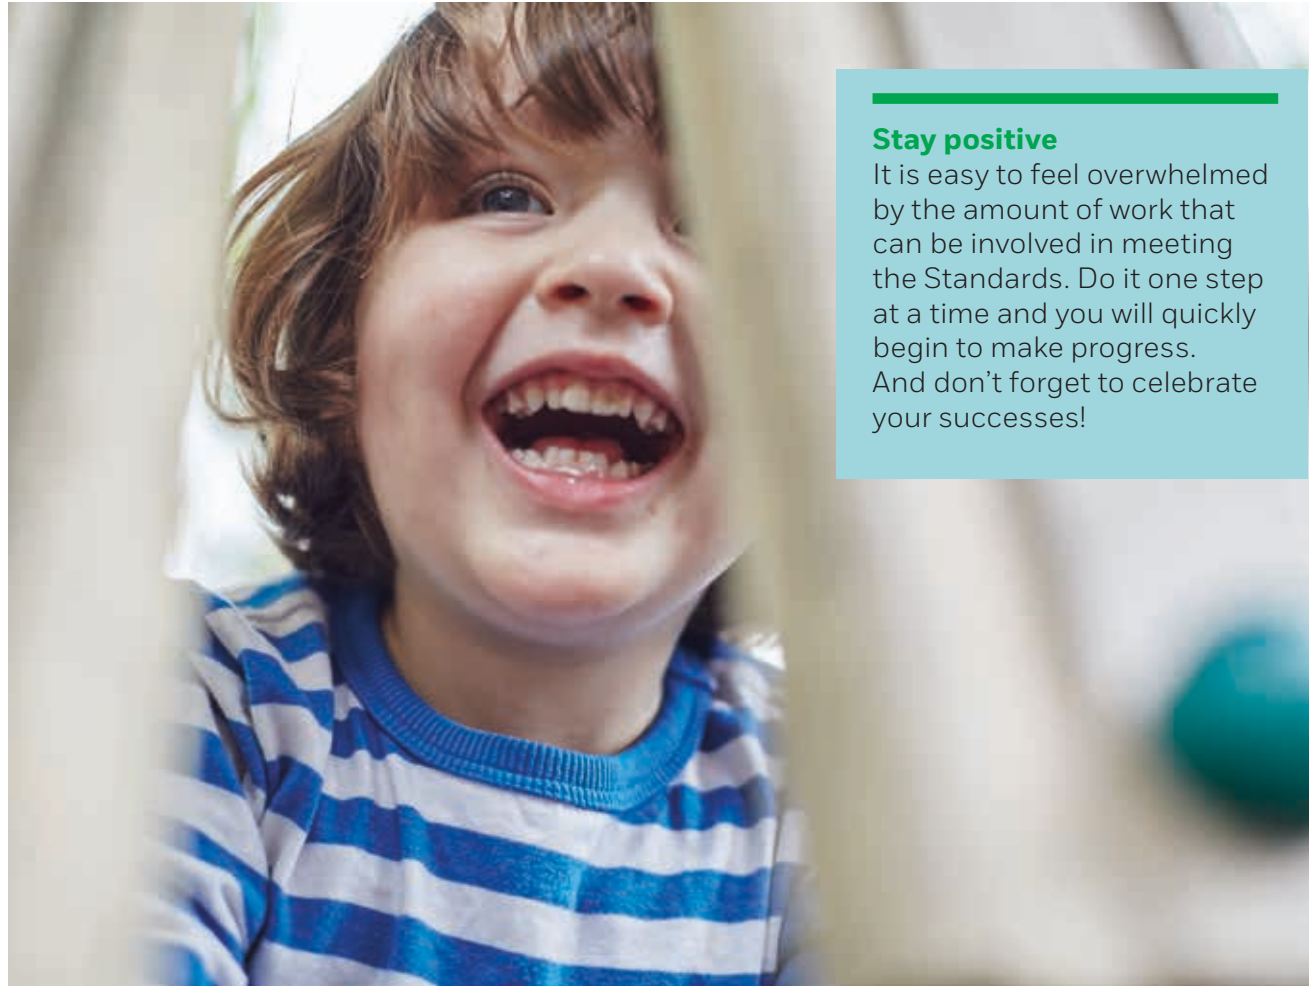 Stay positive
It is easy to feel overwhelmed
by the amount of work that
can be involved in meeting
the Standards. Do it one step
at a time and you will quickly
begin to make progress.
And don’t forget to celebrate
your successes!